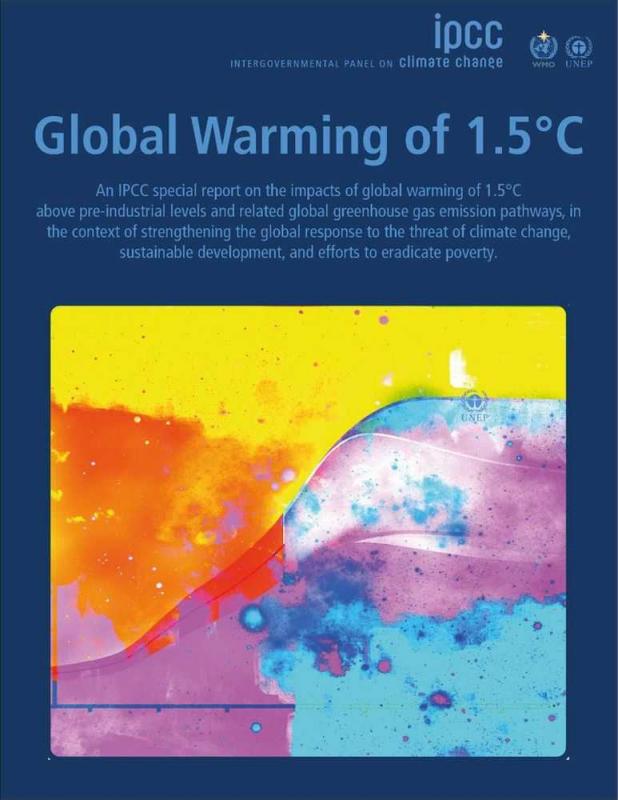 ipcc
INTERGOVERNMENTAL PANEL ON climate change
WMO
UNEP
Global Warming of 1.5°C
An IPCC special report on the impacts of global warming of 1.5°C
above pre-industrial levels and related global greenhouse gas emission pathways, in
the context of strengthening the global response to the threat of climate change,
sustainable development, and efforts to eradicate poverty.
UNEP